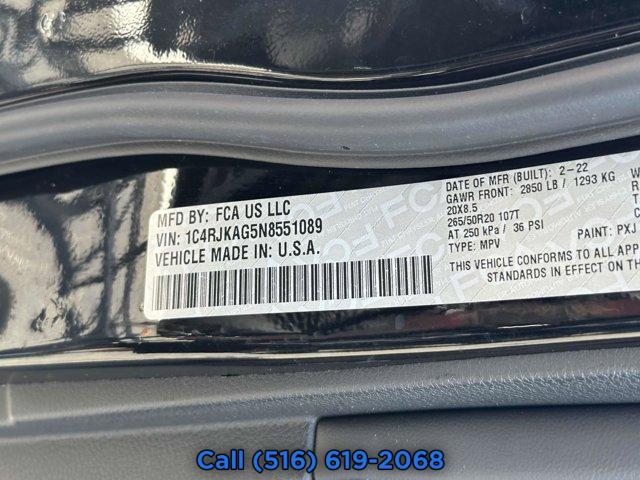 MFD BY: FCA US LLC
VIN: 1C4RJKAG5N8551089
VEHICLE MADE IN: U.S.A.
DATE OF MFR (BUILT): 2-22
GAWR FRONT: 2850 LB / 1293 KG
20X8.5
265/50R20 107T
AT 250 kPa / 36 PSI
TYPE: MPV PAINT: PXJ
THIS VEHICLE CONFORMS TO ALL
STANDARDS IN EFFECT ON THE
Call (516) 619-2068